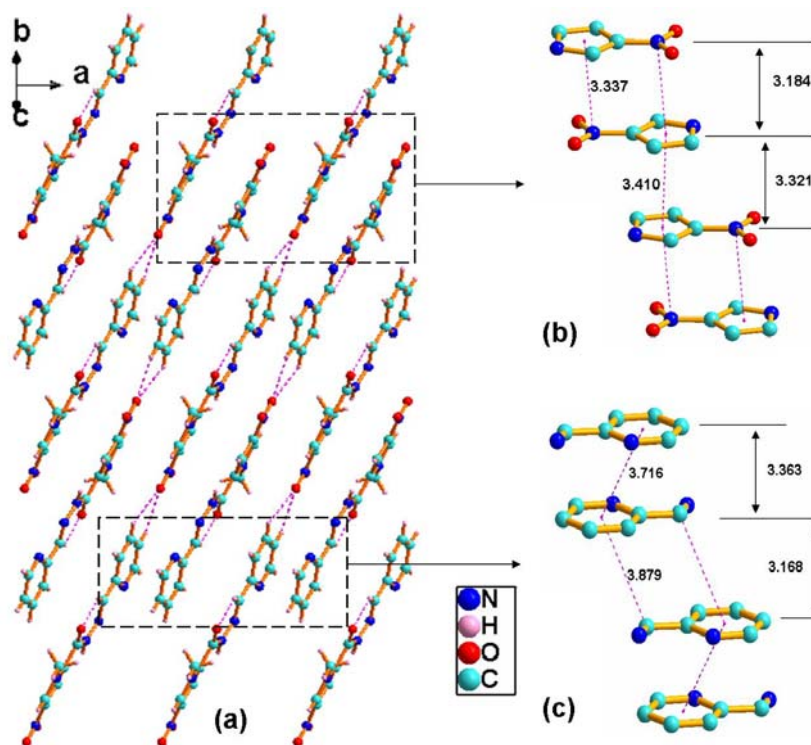 b
a
c
(a)
N
H
O
C
3.337
3.184
3.410
3.321
(b)
3.716
3.363
3.879
3.168
(c)